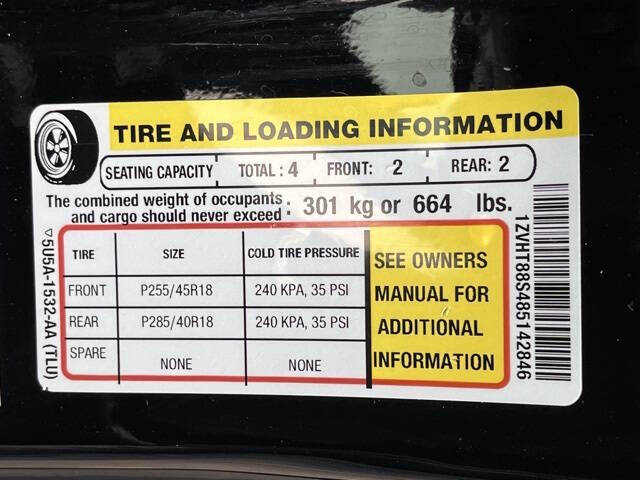 TIRE AND LOADING INFORMATION
SEATING CAPACITY TOTAL : 4 FRONT: 2 REAR: 2
The combined weight of occupants
and cargo should never exceed : 301 kg or 664 lbs.
TIRE SIZE COLD TIRE PRESSURE
FRONT P255/45R18 240 KPA, 35 PSI
REAR P285/40R18 240 KPA, 35 PSI
SPARE NONE NONE
SEE OWNERS
MANUAL FOR
ADDITIONAL
INFORMATION
▽5U5A-1532-AA (TLU)
1ZVHT88S485142846